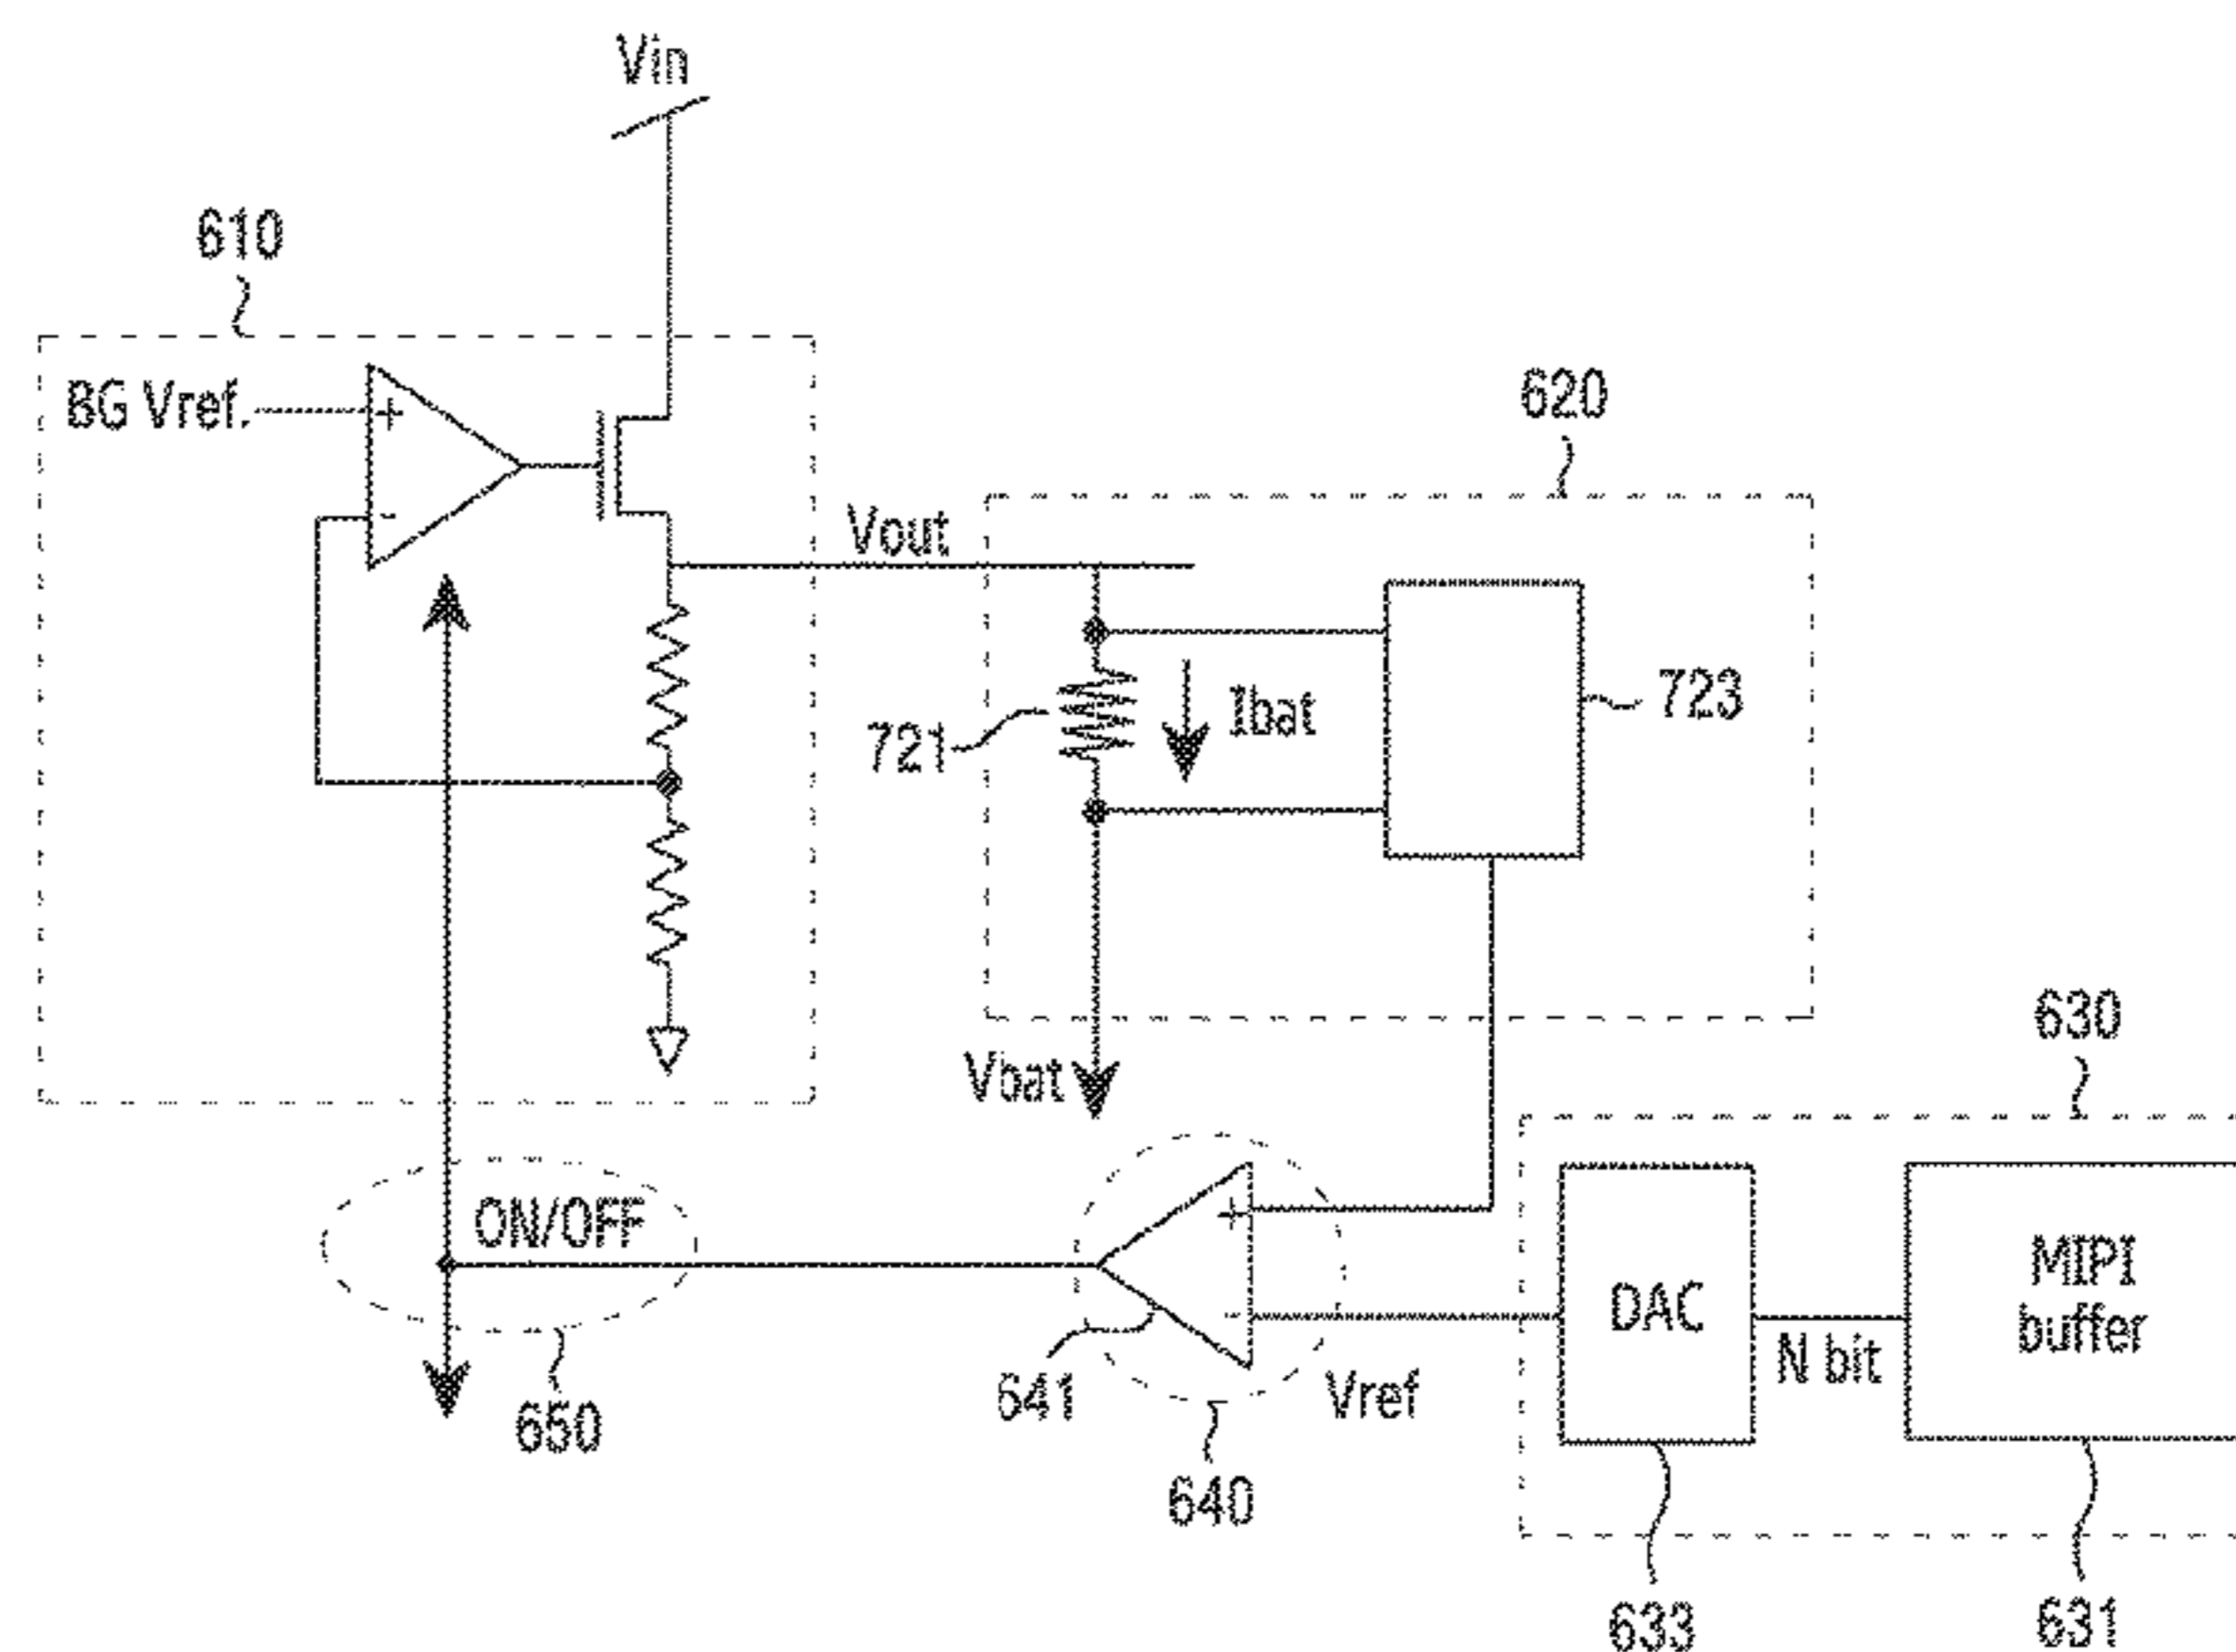 Vin
610
BG Vref.
+
-
620
Vout
723
721
Ibat
630
Vbat
ON/OFF
+
-
DAC
MIPI
buffer
N bit
641
Vref
650
640
633
631